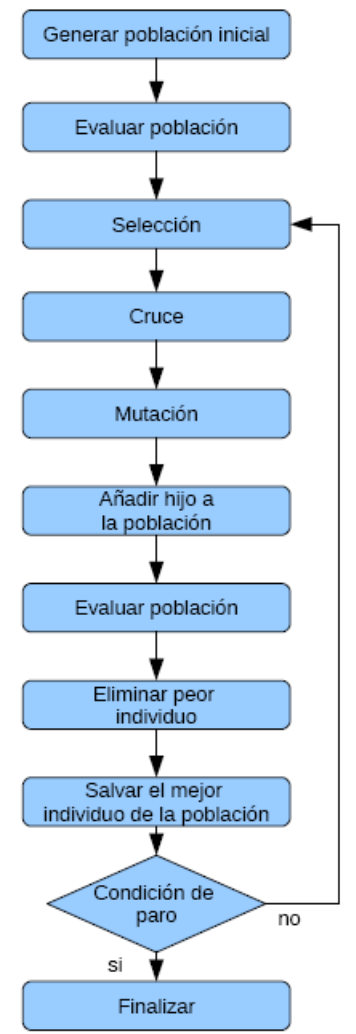 Generar población inicial
Evaluar población
Selección
Cruce
Mutación
Añadir hijo a
la población
Evaluar población
Eliminar peor
individuo
Salvar el mejor
individuo de la población
Condición de
paro
no
si
Finalizar